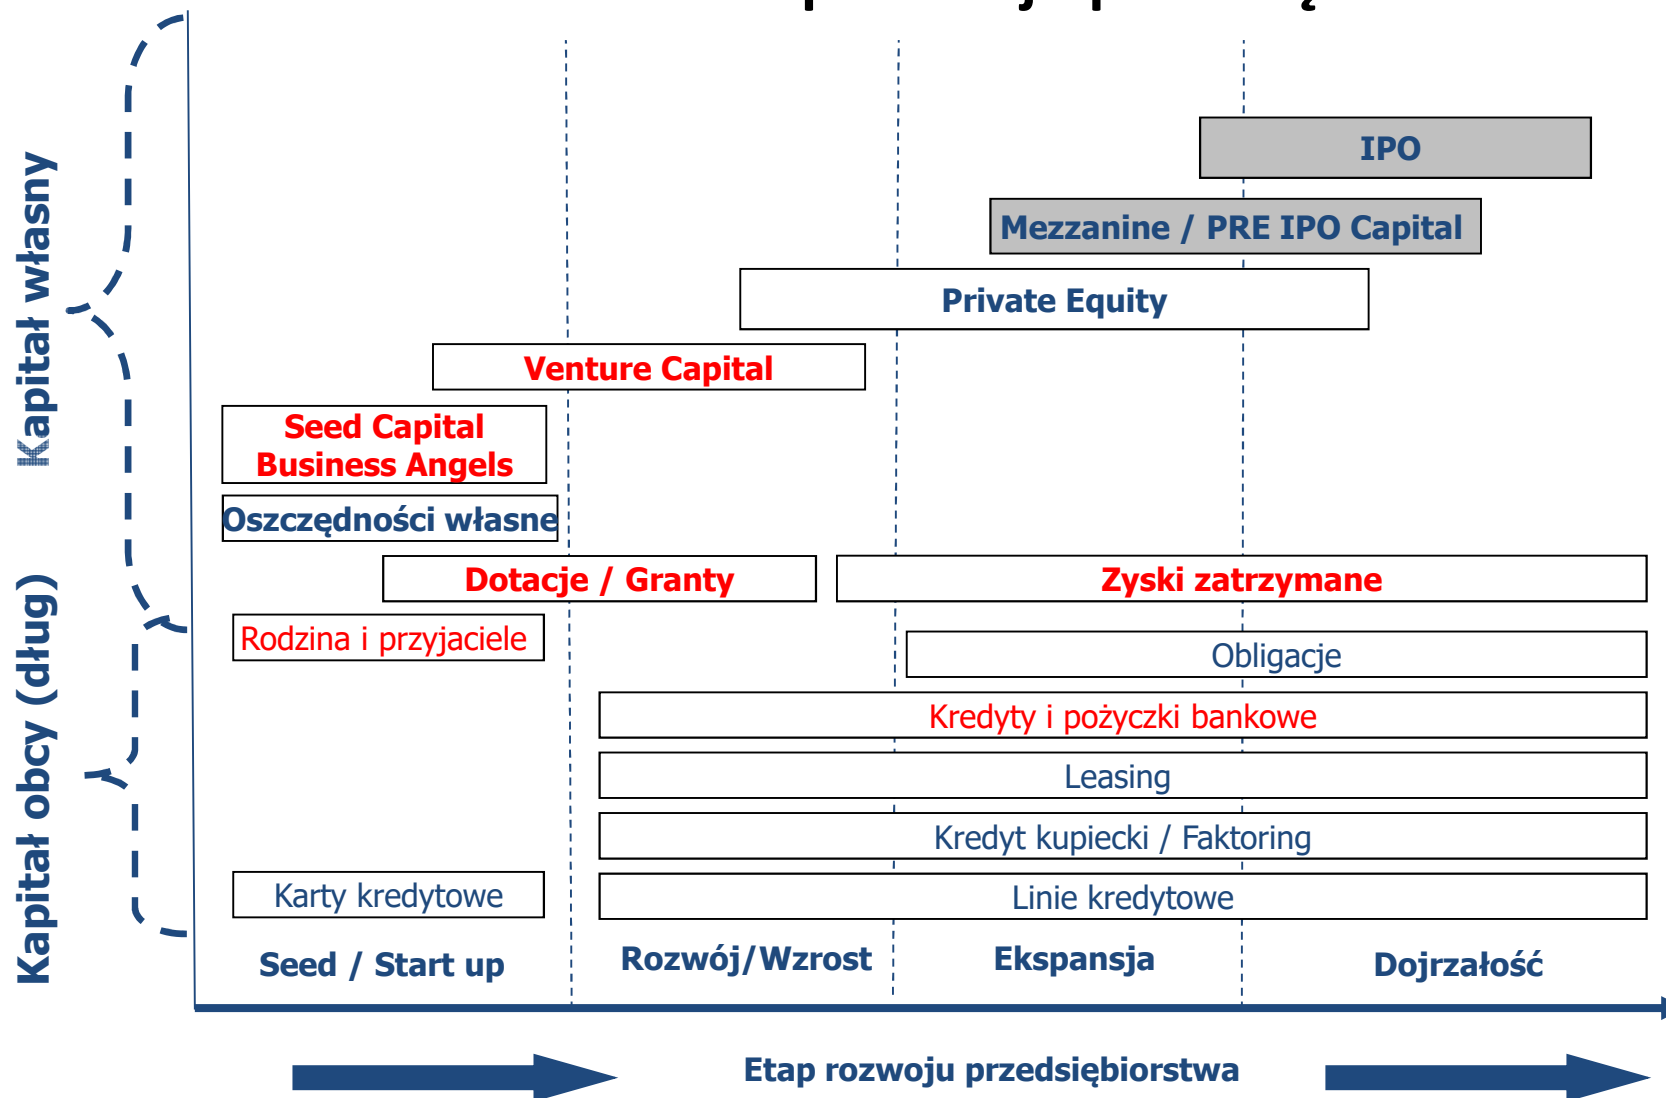 IPO
Mezzanine / PRE IPO Capital
Private Equity
Venture Capital
Seed Capital
Business Angels
Oszczędności własne
Dotacje / Granty
Zyski zatrzymane
Rodzina i przyjaciele
Obligacje
Kredyty i pożyczki bankowe
Leasing
Kredyt kupiecki / Faktoring
Karty kredytowe
Linie kredytowe
Kapitał własny
Kapitał obcy (dług)
Seed / Start up
Rozwój/Wzrost
Ekspansja
Dojrzałość
Etap rozwoju przedsiębiorstwa